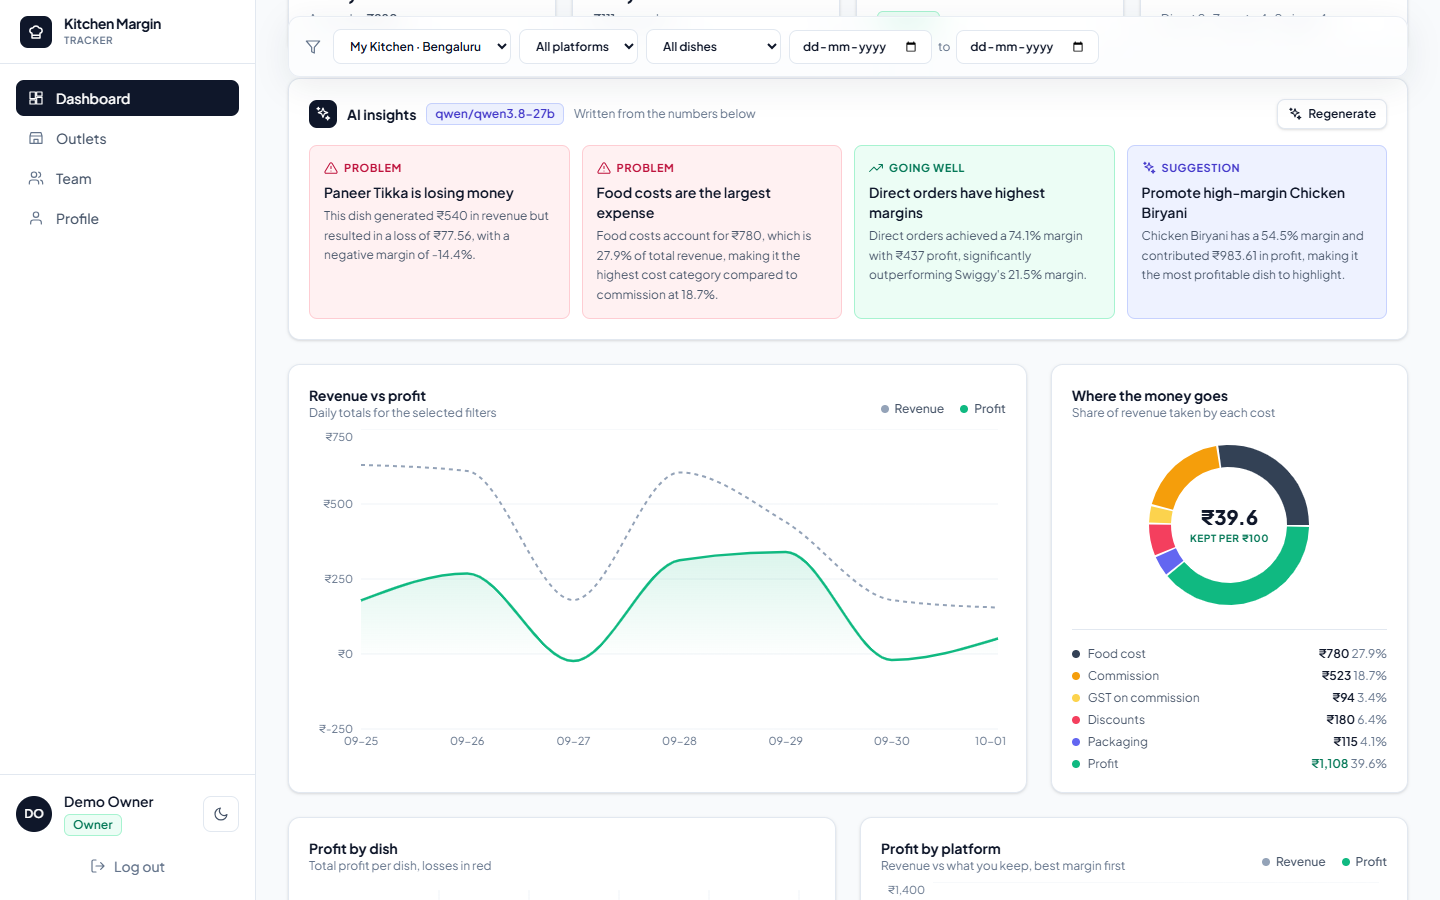 Kitchen Margin
TRACKER
Dashboard
Outlets
Team
Profile
DO
Demo Owner
Owner
Log out
My Kitchen · Bengaluru
All platforms
All dishes
dd-mm-yyyy
to
dd-mm-yyyy
AI insights
qwen/qwen3.8-27b
Written from the numbers below
Regenerate
PROBLEM
Paneer Tikka is losing money
This dish generated ₹540 in revenue but
resulted in a loss of ₹77.56, with a
negative margin of -14.4%.
PROBLEM
Food costs are the largest
expense
Food costs account for ₹780, which is
27.9% of total revenue, making it the
highest cost category compared to
commission at 18.7%.
GOING WELL
Direct orders have highest
margins
Direct orders achieved a 74.1% margin
with ₹437 profit, significantly
outperforming Swiggy's 21.5% margin.
SUGGESTION
Promote high-margin Chicken
Biryani
Chicken Biryani has a 54.5% margin and
contributed ₹983.61 in profit, making it
the most profitable dish to highlight.
Revenue vs profit
Daily totals for the selected filters
Revenue
Profit
₹750
₹500
₹250
₹0
₹-250
09-25
09-26
09-27
09-28
09-29
09-30
10-01
Where the money goes
Share of revenue taken by each cost
₹39.6
KEPT PER ₹100
Food cost ₹780 27.9%
Commission ₹523 18.7%
GST on commission ₹94 3.4%
Discounts ₹180 6.4%
Packaging ₹115 4.1%
Profit ₹1,108 39.6%
Profit by dish
Total profit per dish, losses in red
Profit by platform
Revenue vs what you keep, best margin first
Revenue
Profit
₹1,400